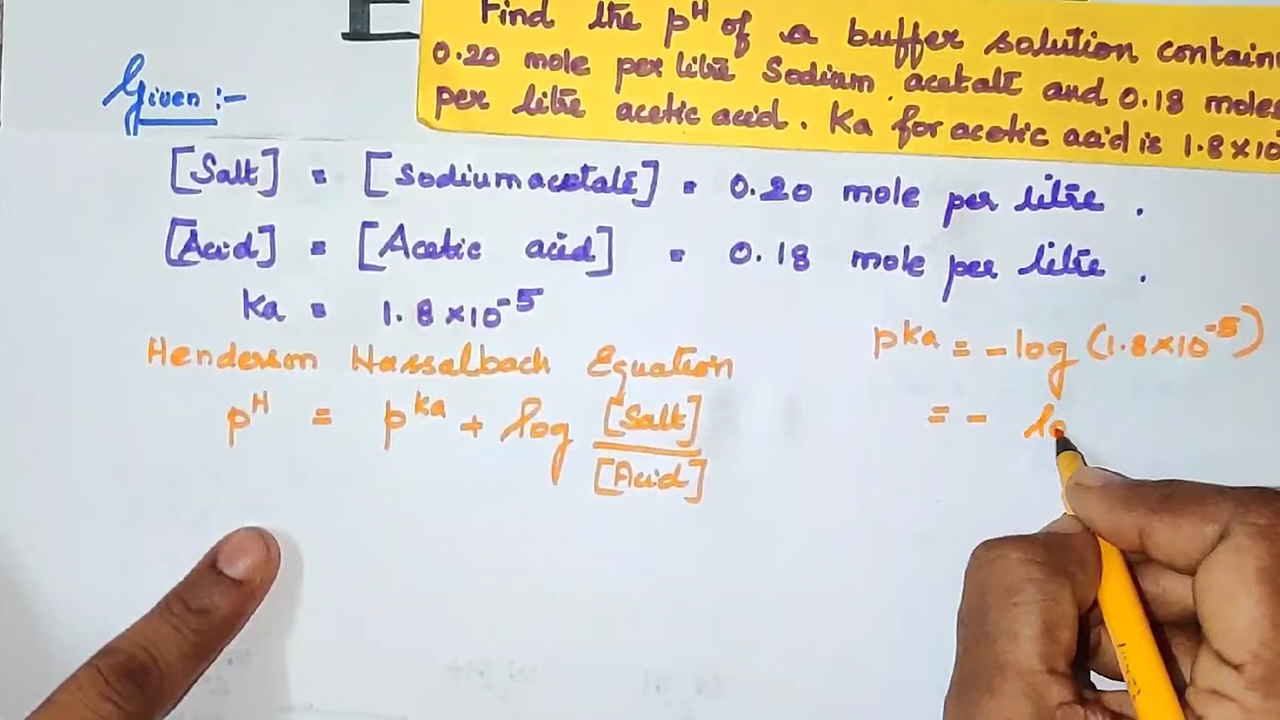 E
Find the pH of a buffer solution contain
0.20 mole per litre Sodium acetate and 0.18 moles
per litre acetic acid. Ka for acetic acid is 1.8×10
Given :-
[Salt] = [Sodium acetate] = 0.20 mole per litre.
[Acid] = [Acetic acid] = 0.18 mole per litre.
Ka = 1.8×10⁻⁵
Henderson Hassalbach Equation
pH = pKa + log [Salt]/[Acid]
pKa = -log (1.8×10⁻⁵)
= - lo